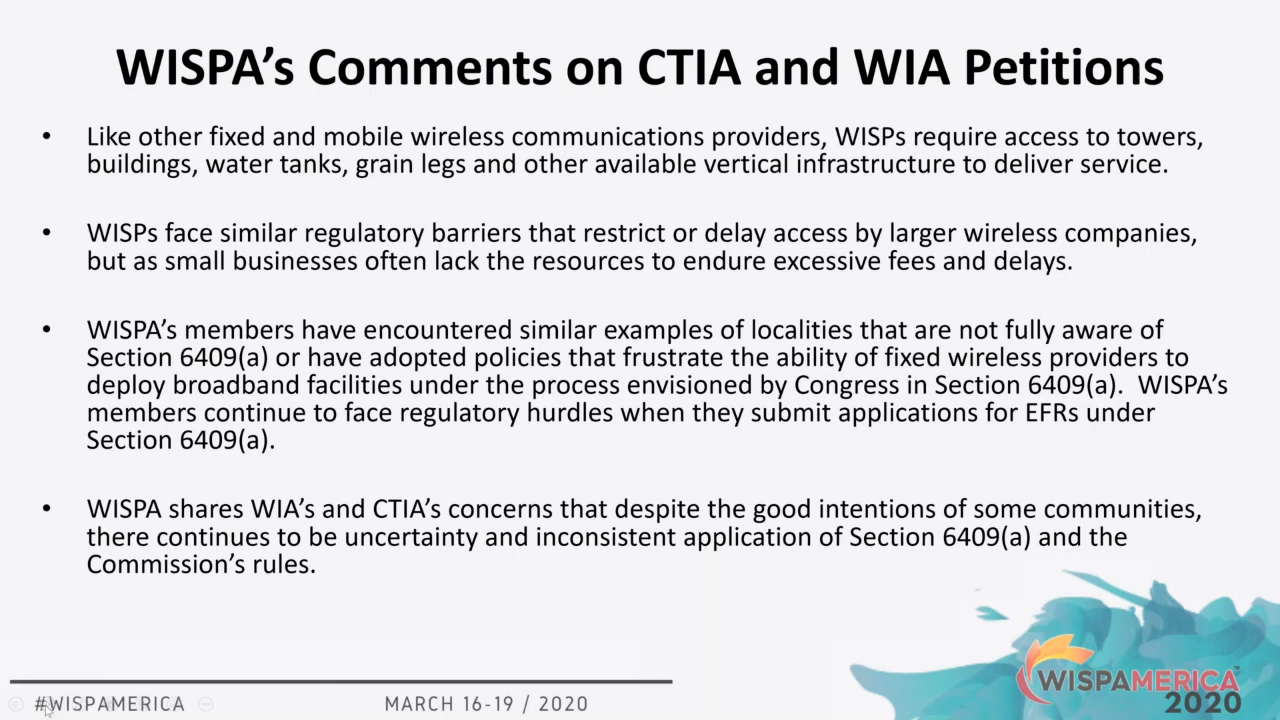 WISPA’s Comments on CTIA and WIA Petitions
• Like other fixed and mobile wireless communications providers, WISPs require access to towers,
buildings, water tanks, grain legs and other available vertical infrastructure to deliver service.
• WISPs face similar regulatory barriers that restrict or delay access by larger wireless companies,
but as small businesses often lack the resources to endure excessive fees and delays.
• WISPA’s members have encountered similar examples of localities that are not fully aware of
Section 6409(a) or have adopted policies that frustrate the ability of fixed wireless providers to
deploy broadband facilities under the process envisioned by Congress in Section 6409(a).  WISPA’s
members continue to face regulatory hurdles when they submit applications for EFRs under
Section 6409(a).
• WISPA shares WIA’s and CTIA’s concerns that despite the good intentions of some communities,
there continues to be uncertainty and inconsistent application of Section 6409(a) and the
Commission’s rules.
#WISPAMERICA MARCH 16-19 / 2020
WISPAMERICA™
2020